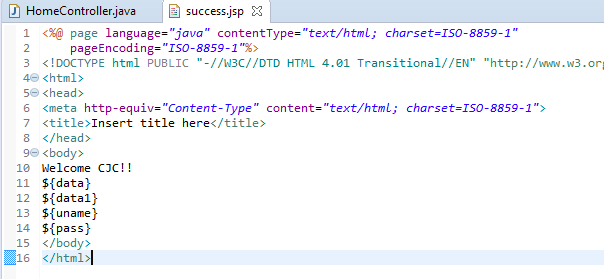 HomeController.java success.jsp
1 <%@ page language="java" contentType="text/html; charset=ISO-8859-1"
2 pageEncoding="ISO-8859-1"%>
3 <!DOCTYPE html PUBLIC "-//W3C//DTD HTML 4.01 Transitional//EN" "http://www.w3.org
4 <html>
5 <head>
6 <meta http-equiv="Content-Type" content="text/html; charset=ISO-8859-1">
7 <title>Insert title here</title>
8 </head>
9 <body>
10 Welcome CJC!!
11 ${data}
12 ${data1}
13 ${uname}
14 ${pass}
15 </body>
16 </html>